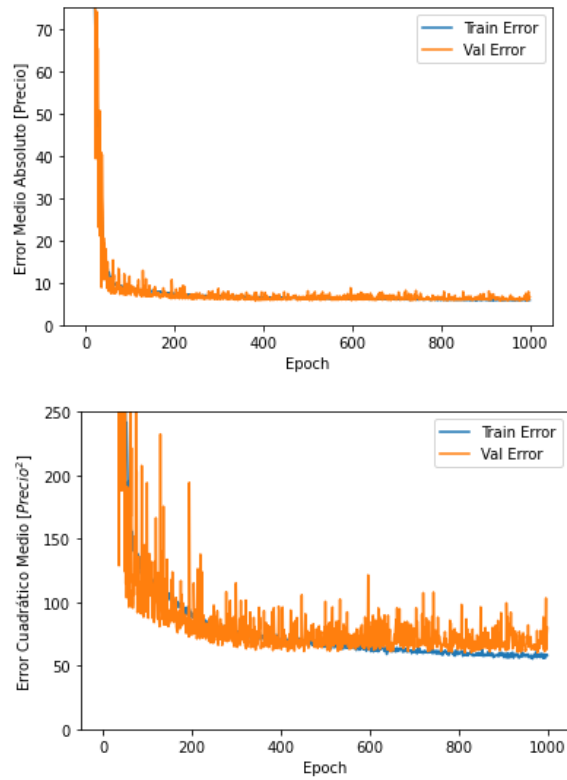 Error Medio Absoluto [Precio]
70
60
50
40
30
20
10
0
Train Error
Val Error
0 200 400 600 800 1000
Epoch
Error Cuadrático Medio [Precio²]
250
200
150
100
50
0
Train Error
Val Error
0 200 400 600 800 1000
Epoch